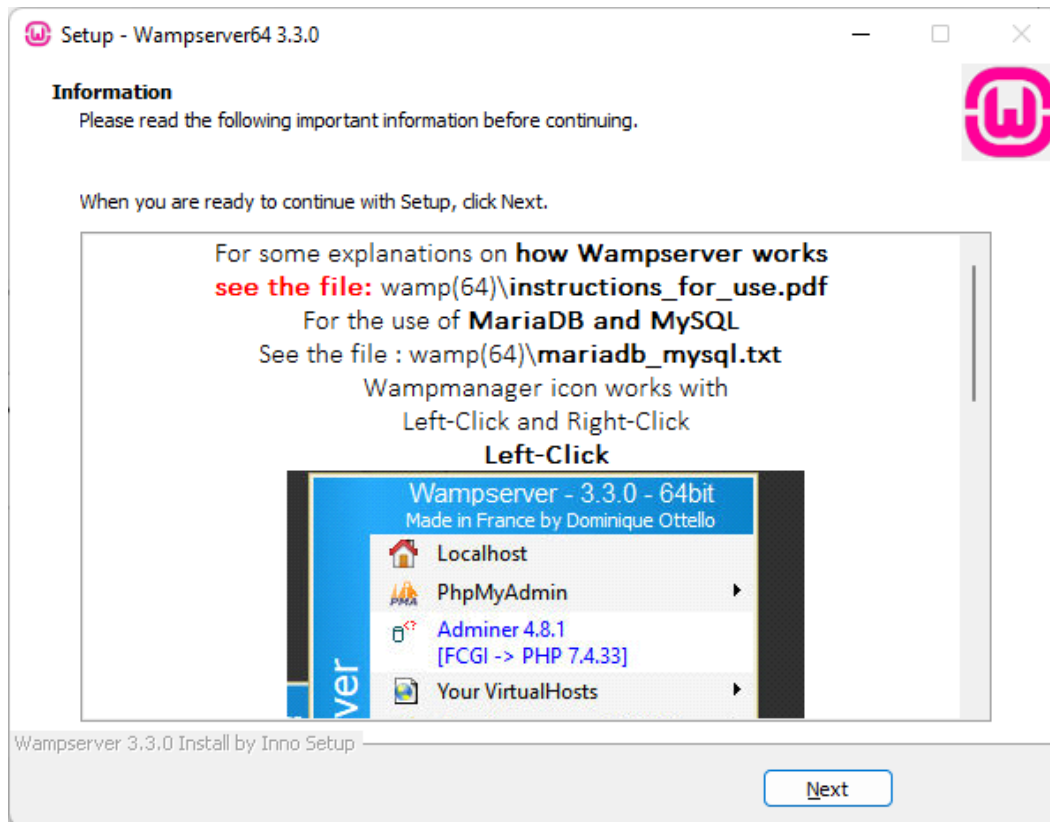 Setup - Wampserver64 3.3.0
Information
Please read the following important information before continuing.
When you are ready to continue with Setup, click Next.
For some explanations on how Wampserver works
see the file: wamp(64)\instructions_for_use.pdf
For the use of MariaDB and MySQL
See the file : wamp(64)\mariadb_mysql.txt
Wampmanager icon works with
Left-Click and Right-Click
Left-Click
Wampserver - 3.3.0 - 64bit
Made in France by Dominique Ottello
Localhost
PMA
PhpMyAdmin
Adminer 4.8.1
[FCGI -> PHP 7.4.33]
Your VirtualHosts
ver
Wampserver 3.3.0 Install by Inno Setup
Next